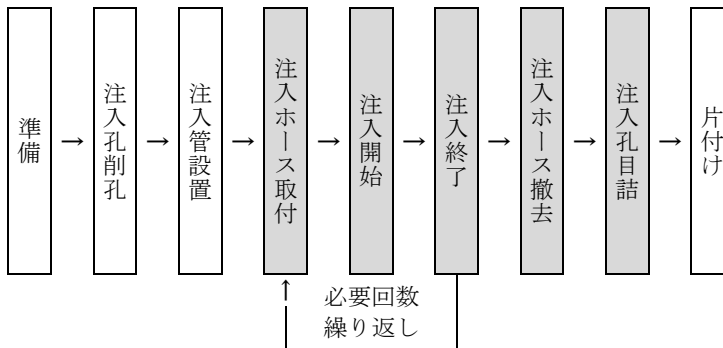 準備
→
注入孔削孔
→
注入管設置
→
注入ホース取付
→
注入開始
→
注入終了
→
注入ホース撤去
→
注入孔目詰
→
片付け
↑
必要回数
繰り返し